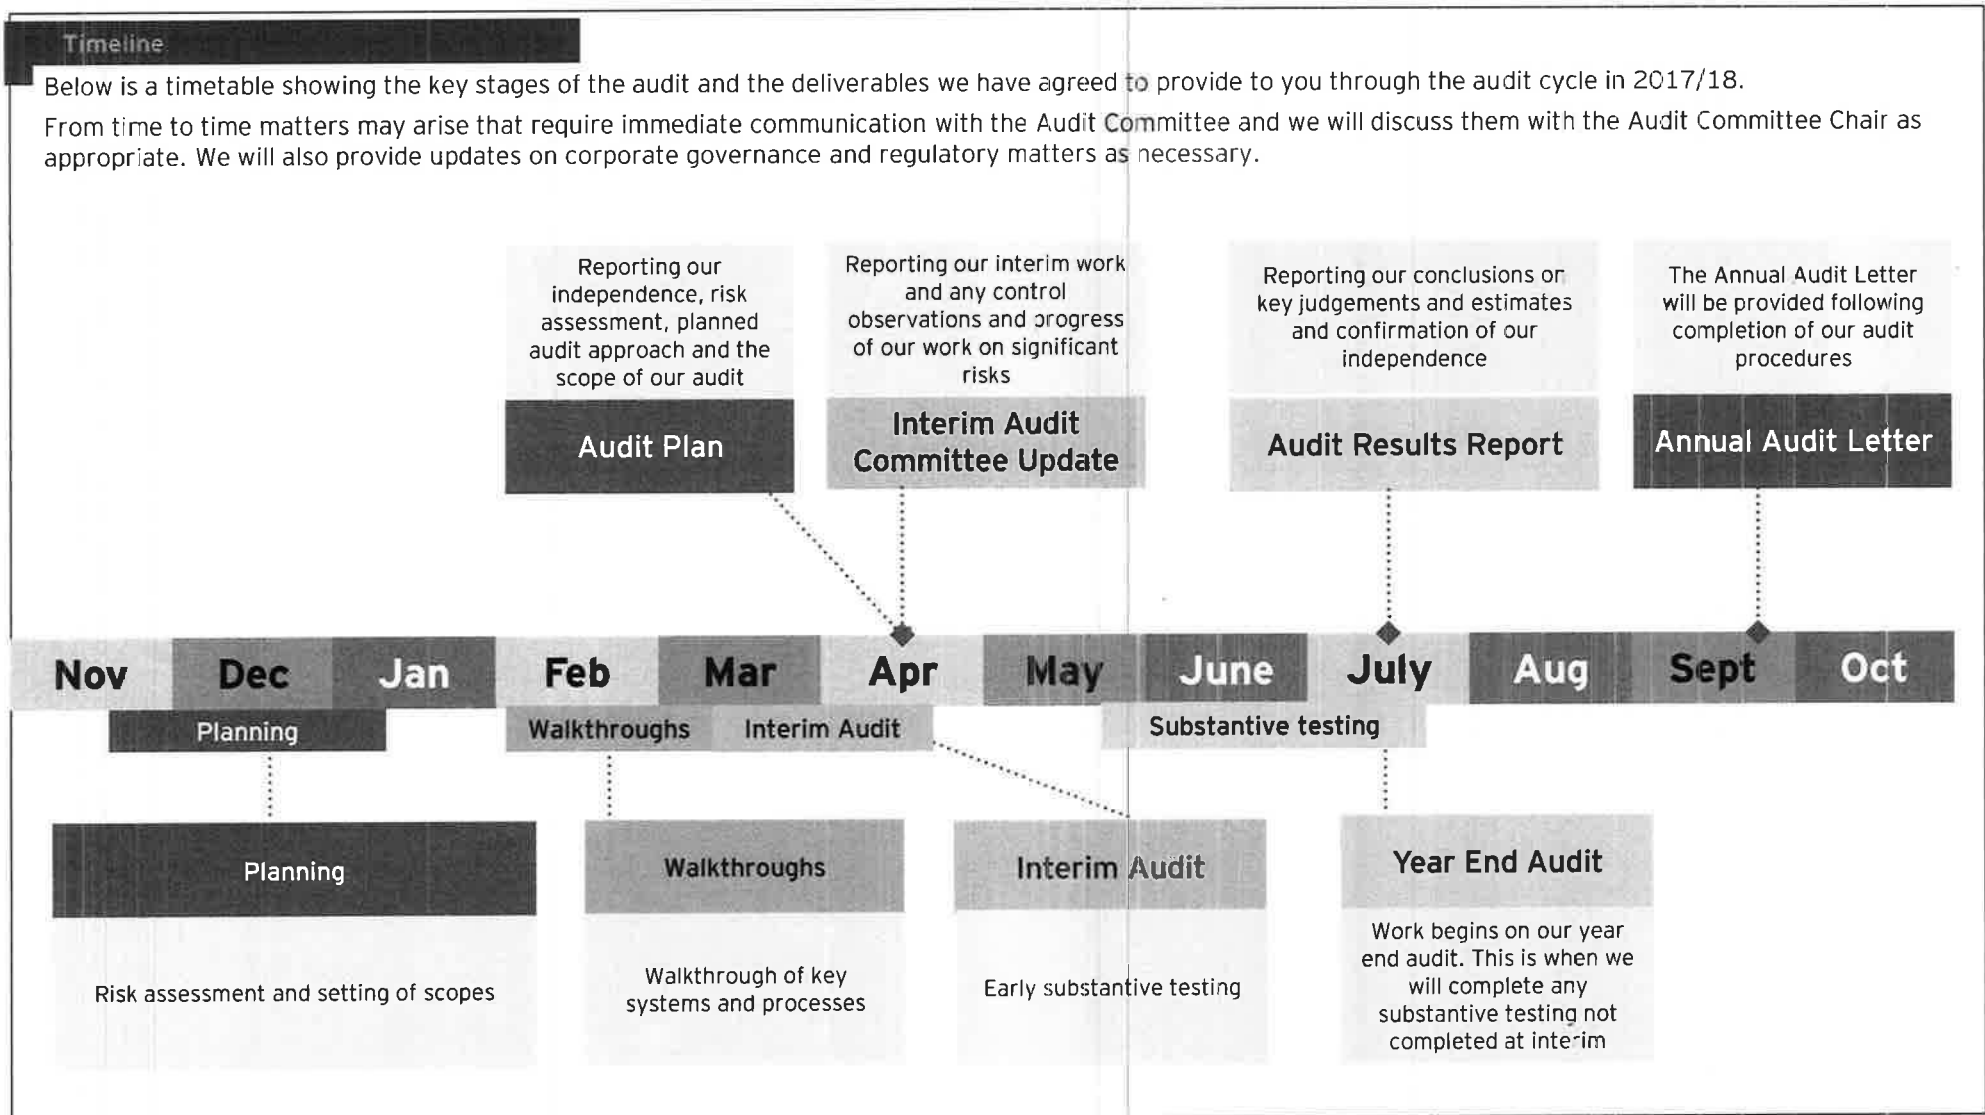 Timeline
Below is a timetable showing the key stages of the audit and the deliverables we have agreed to provide to you through the audit cycle in 2017/18.
From time to time matters may arise that require immediate communication with the Audit Committee and we will discuss them with the Audit Committee Chair as
appropriate. We will also provide updates on corporate governance and regulatory matters as necessary.
Reporting our
independence, risk
assessment, planned
audit approach and the
scope of our audit
Audit Plan
Reporting our interim work
and any control
observations and progress
of our work on significant
risks
Interim Audit
Committee Update
Reporting our conclusions on
key judgements and estimates
and confirmation of our
independence
Audit Results Report
The Annual Audit Letter
will be provided following
completion of our audit
procedures
Annual Audit Letter
Nov Dec Jan Feb Mar Apr May June July Aug Sept Oct
Planning Walkthroughs Interim Audit Substantive testing
Planning
Risk assessment and setting of scopes
Walkthroughs
Walkthrough of key
systems and processes
Interim Audit
Early substantive testing
Year End Audit
Work begins on our year
end audit. This is when we
will complete any
substantive testing not
completed at interim